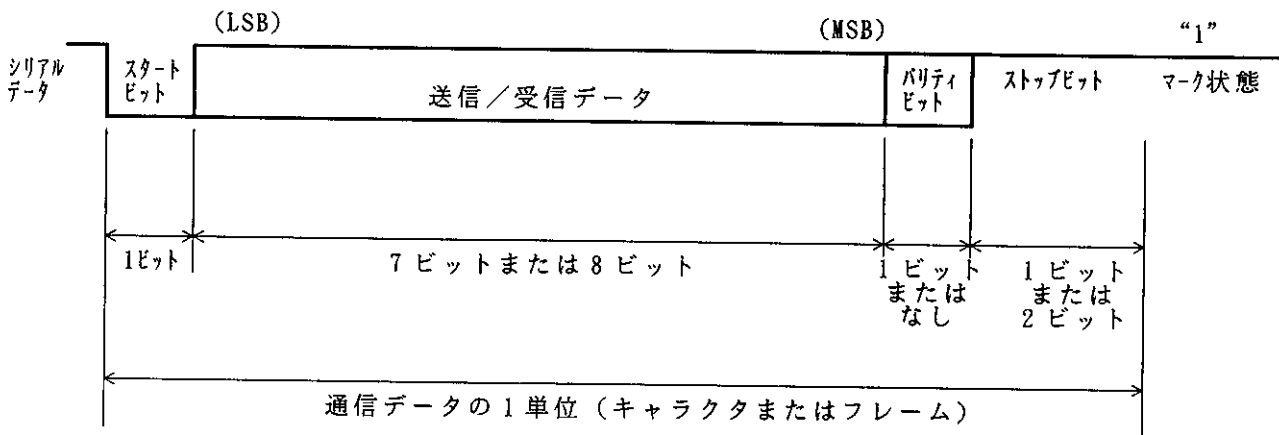 (LSB)
(MSB)
“1”
シリアル
データ
スタート
ビット
送信／受信データ
パリティ
ビット
ストップビット
マーク状態
1ビット
7ビットまたは8ビット
1ビット
または
なし
1ビット
または
2ビット
通信データの1単位（キャラクタまたはフレーム）